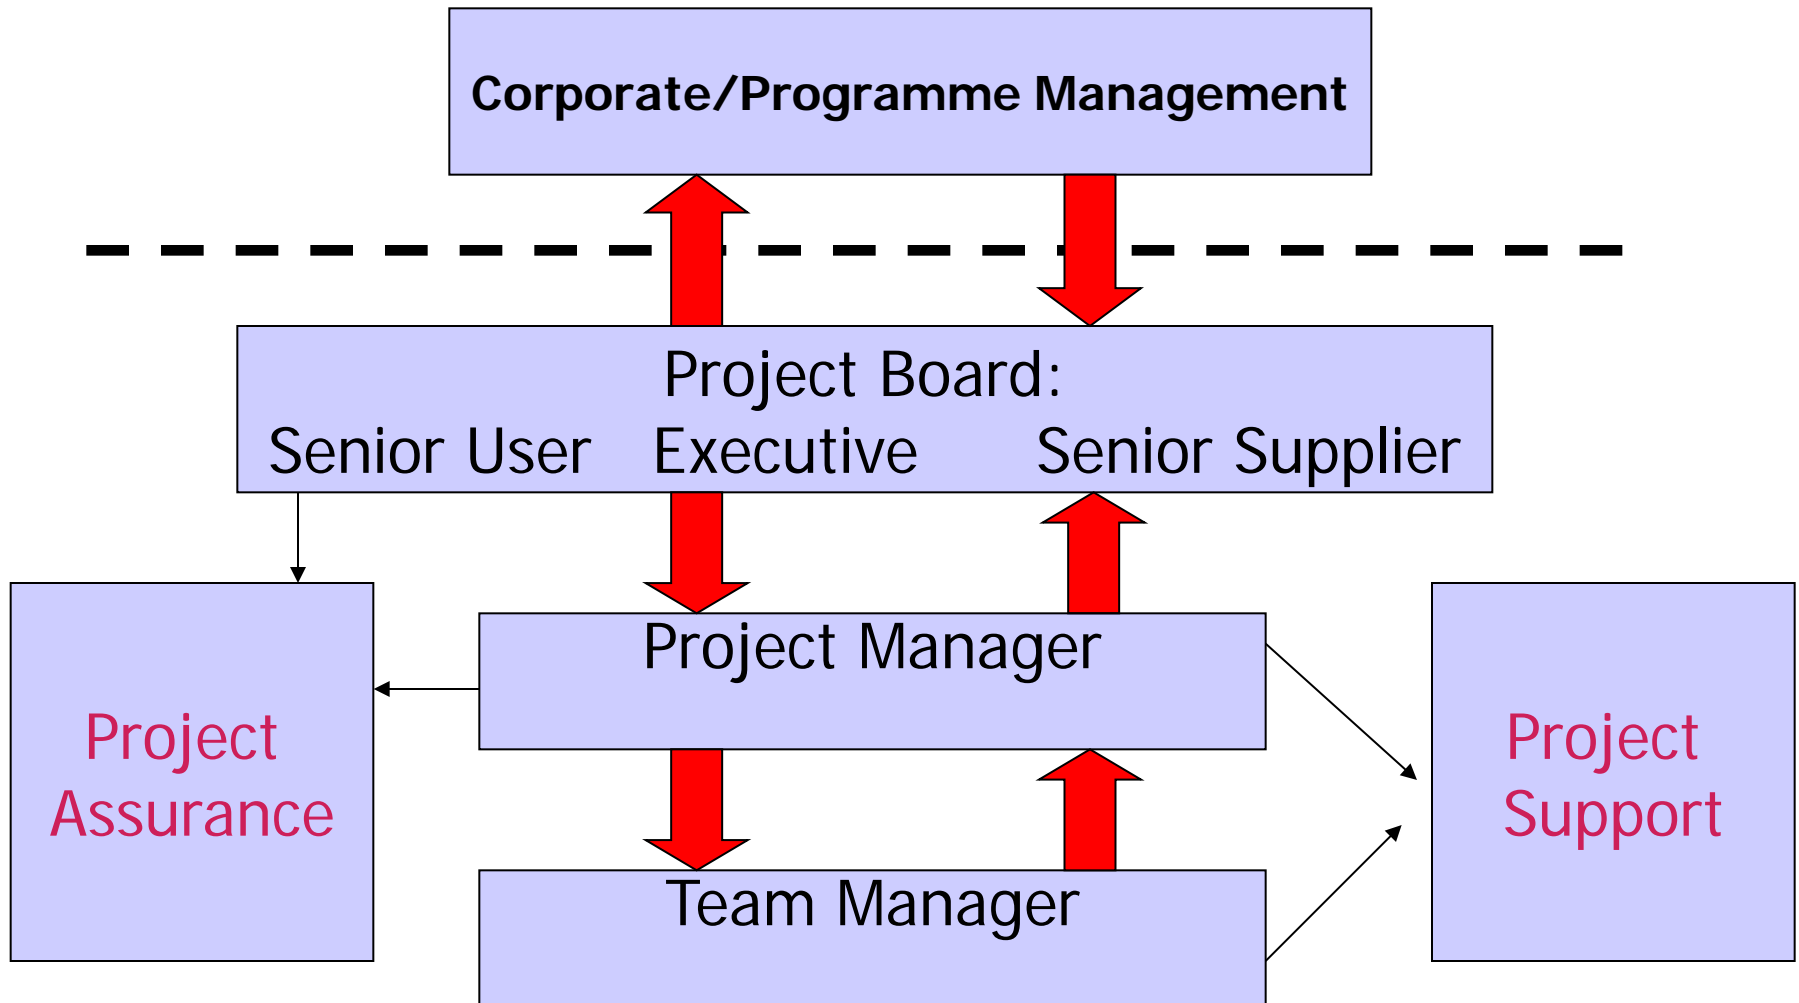 Corporate/Programme Management
Project Board:
Senior User Executive Senior Supplier
Project Manager
Project
Assurance
Project
Support
Team Manager